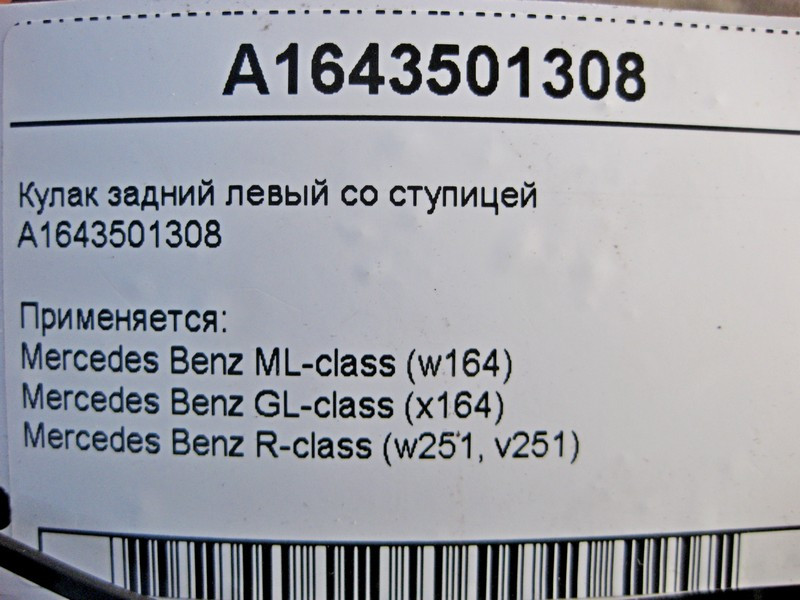 A1643501308
Кулак задний левый со ступицей
A1643501308
Применяется:
Mercedes Benz ML-class (w164)
Mercedes Benz GL-class (x164)
Mercedes Benz R-class (w251, v251)